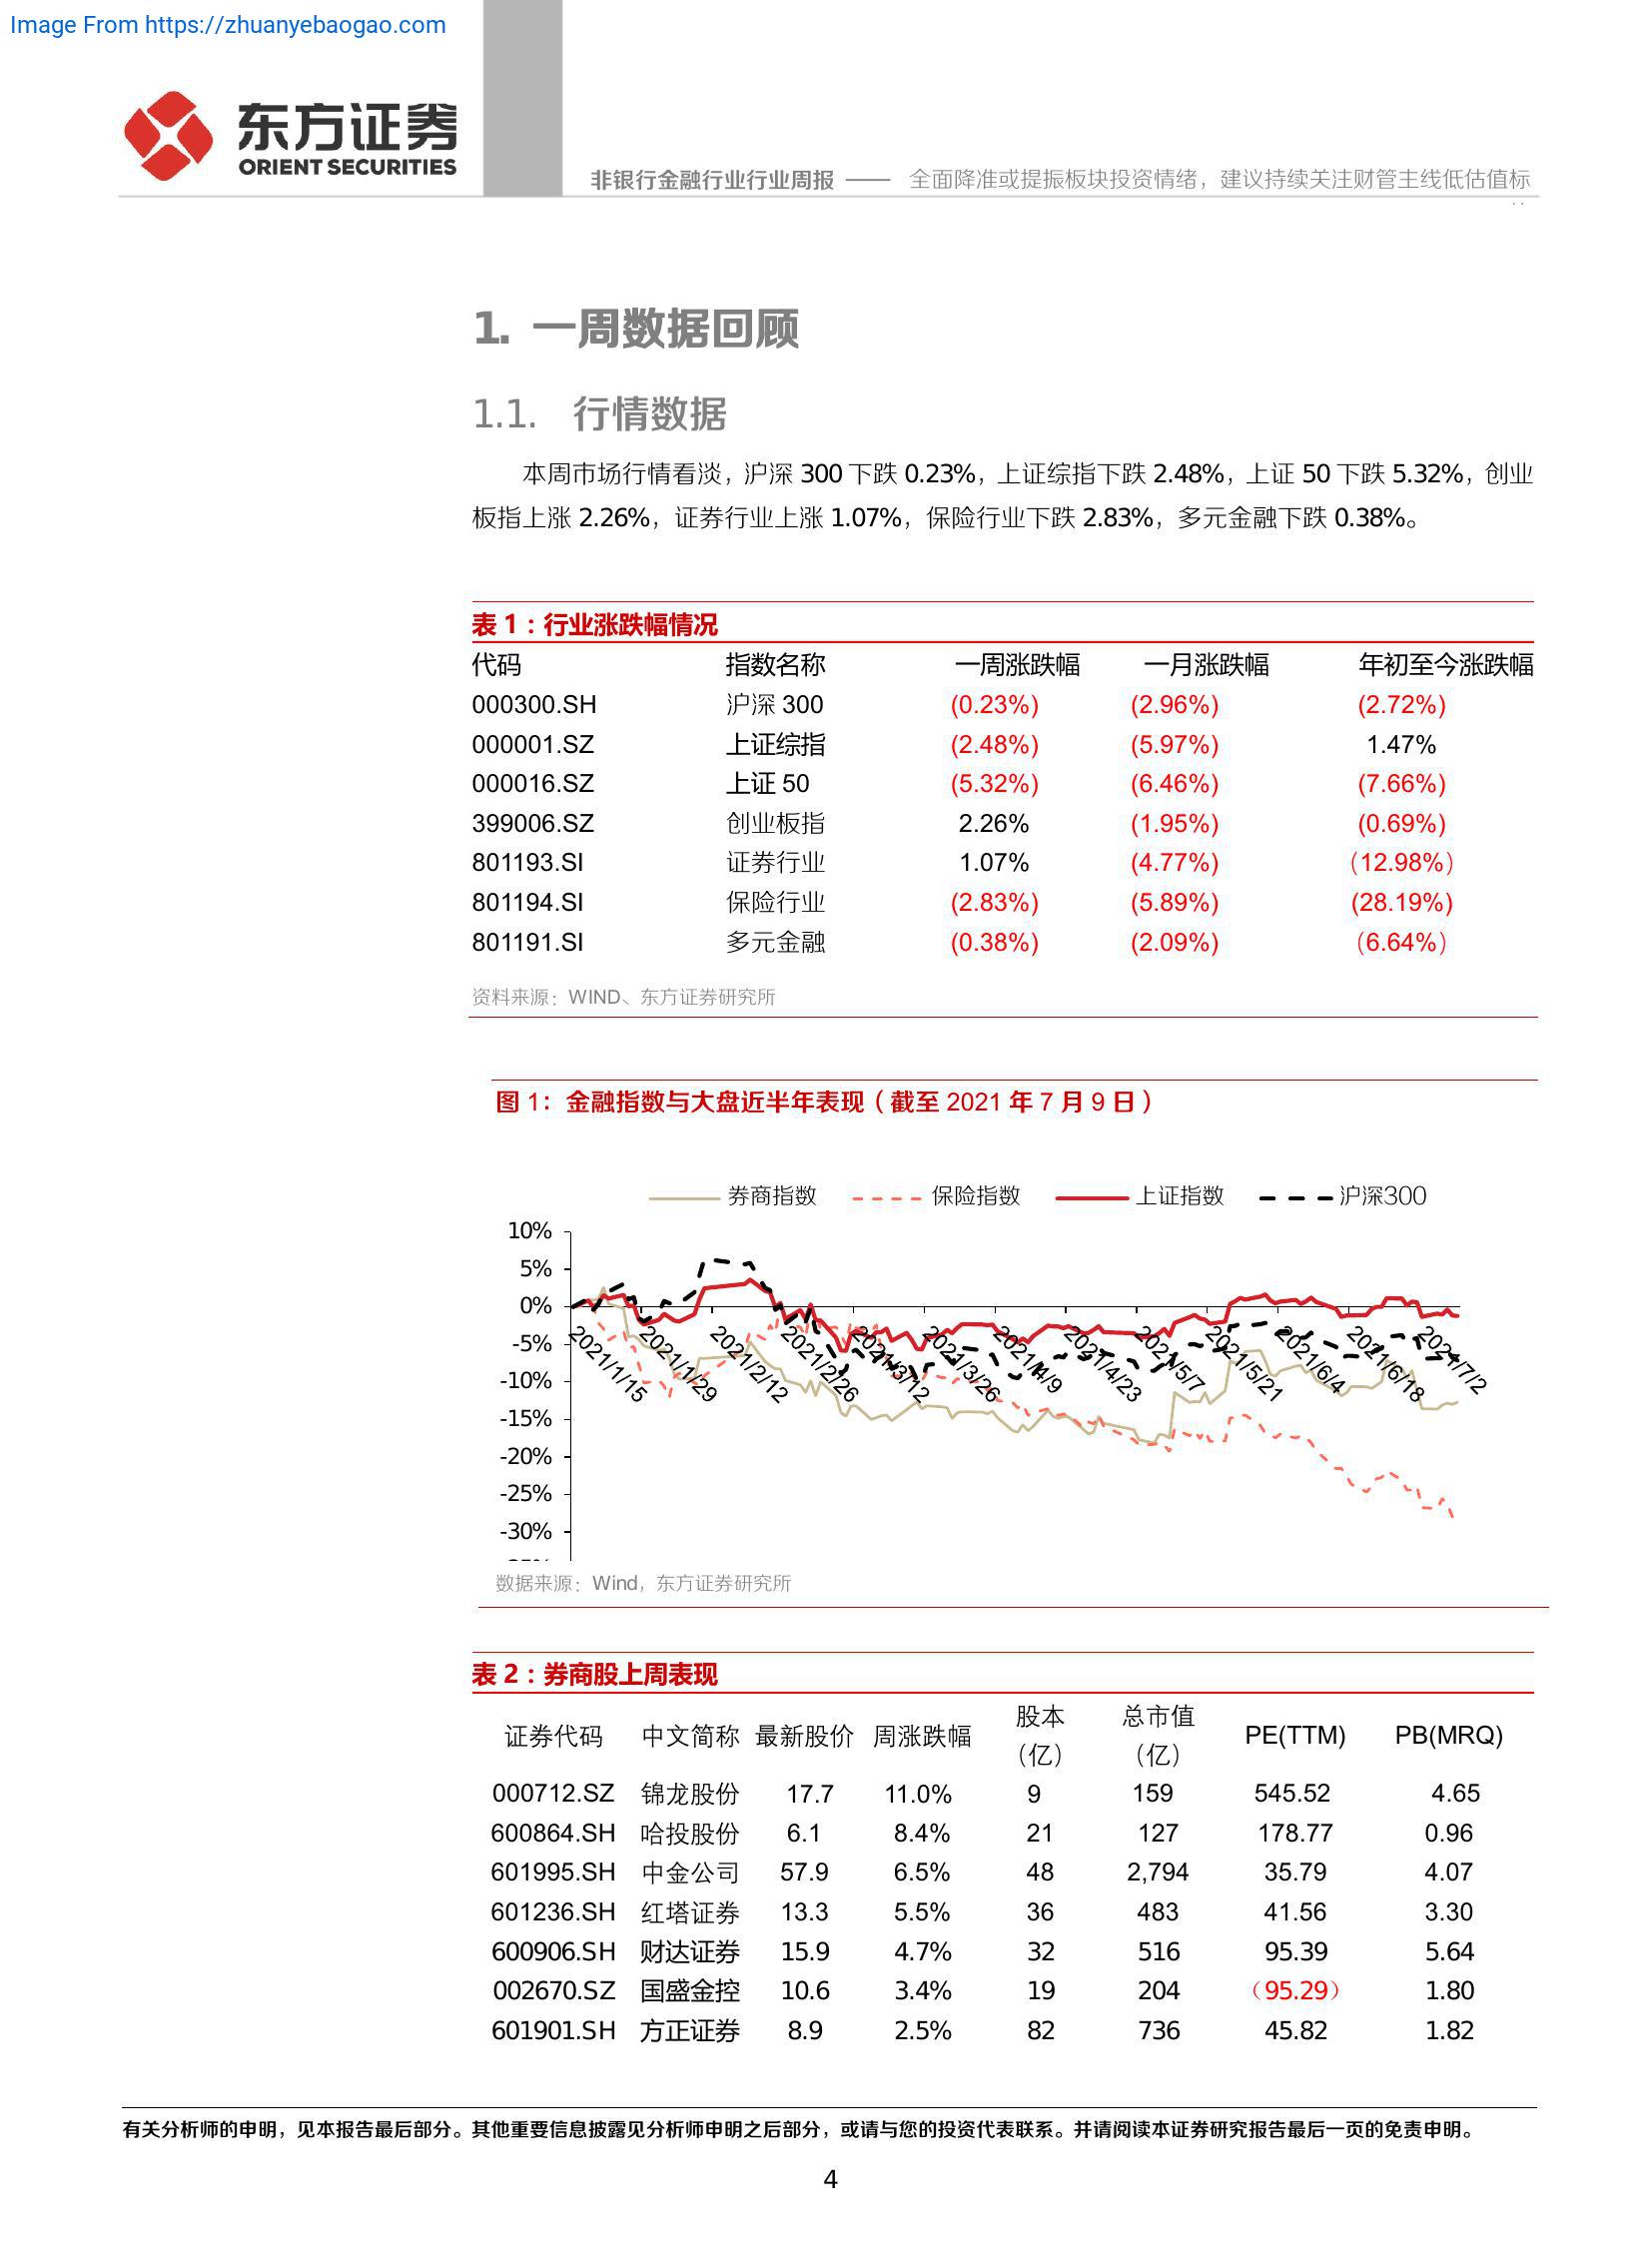 Image From https://zhuanyebaogao.com
东方证券
ORIENT SECURITIES
非银行金融行业行业周报 —— 全面降准或提振板块投资情绪，建议持续关注财管主线低估值标
1. 一周数据回顾
1.1. 行情数据
本周市场行情看淡，沪深 300 下跌 0.23%，上证综指下跌 2.48%，上证 50 下跌 5.32%，创业
板指上涨 2.26%，证券行业上涨 1.07%，保险行业下跌 2.83%，多元金融下跌 0.38%。
表 1：行业涨跌幅情况
代码 指数名称 一周涨跌幅 一月涨跌幅 年初至今涨跌幅
000300.SH 沪深 300 (0.23%) (2.96%) (2.72%)
000001.SZ 上证综指 (2.48%) (5.97%) 1.47%
000016.SZ 上证 50 (5.32%) (6.46%) (7.66%)
399006.SZ 创业板指 2.26% (1.95%) (0.69%)
801193.SI 证券行业 1.07% (4.77%) （12.98%）
801194.SI 保险行业 (2.83%) (5.89%) (28.19%)
801191.SI 多元金融 (0.38%) (2.09%) （6.64%）
资料来源：WIND、东方证券研究所
图 1：金融指数与大盘近半年表现（截至 2021 年 7 月 9 日）
券商指数 保险指数 上证指数 沪深300
10%
5%
0%
-5%
-10%
-15%
-20%
-25%
-30%
2021/1/15 2021/1/29 2021/2/12 2021/2/26 2021/3/12 2021/3/26 2021/4/9 2021/4/23 2021/5/7 2021/5/21 2021/6/4 2021/6/18 2021/7/2
数据来源：Wind，东方证券研究所
表 2：券商股上周表现
证券代码 中文简称 最新股价 周涨跌幅 股本（亿） 总市值（亿） PE(TTM) PB(MRQ)
000712.SZ 锦龙股份 17.7 11.0% 9 159 545.52 4.65
600864.SH 哈投股份 6.1 8.4% 21 127 178.77 0.96
601995.SH 中金公司 57.9 6.5% 48 2,794 35.79 4.07
601236.SH 红塔证券 13.3 5.5% 36 483 41.56 3.30
600906.SH 财达证券 15.9 4.7% 32 516 95.39 5.64
002670.SZ 国盛金控 10.6 3.4% 19 204 （95.29） 1.80
601901.SH 方正证券 8.9 2.5% 82 736 45.82 1.82
有关分析师的申明，见本报告最后部分。其他重要信息披露见分析师申明之后部分，或请与您的投资代表联系。并请阅读本证券研究报告最后一页的免责申明。
4